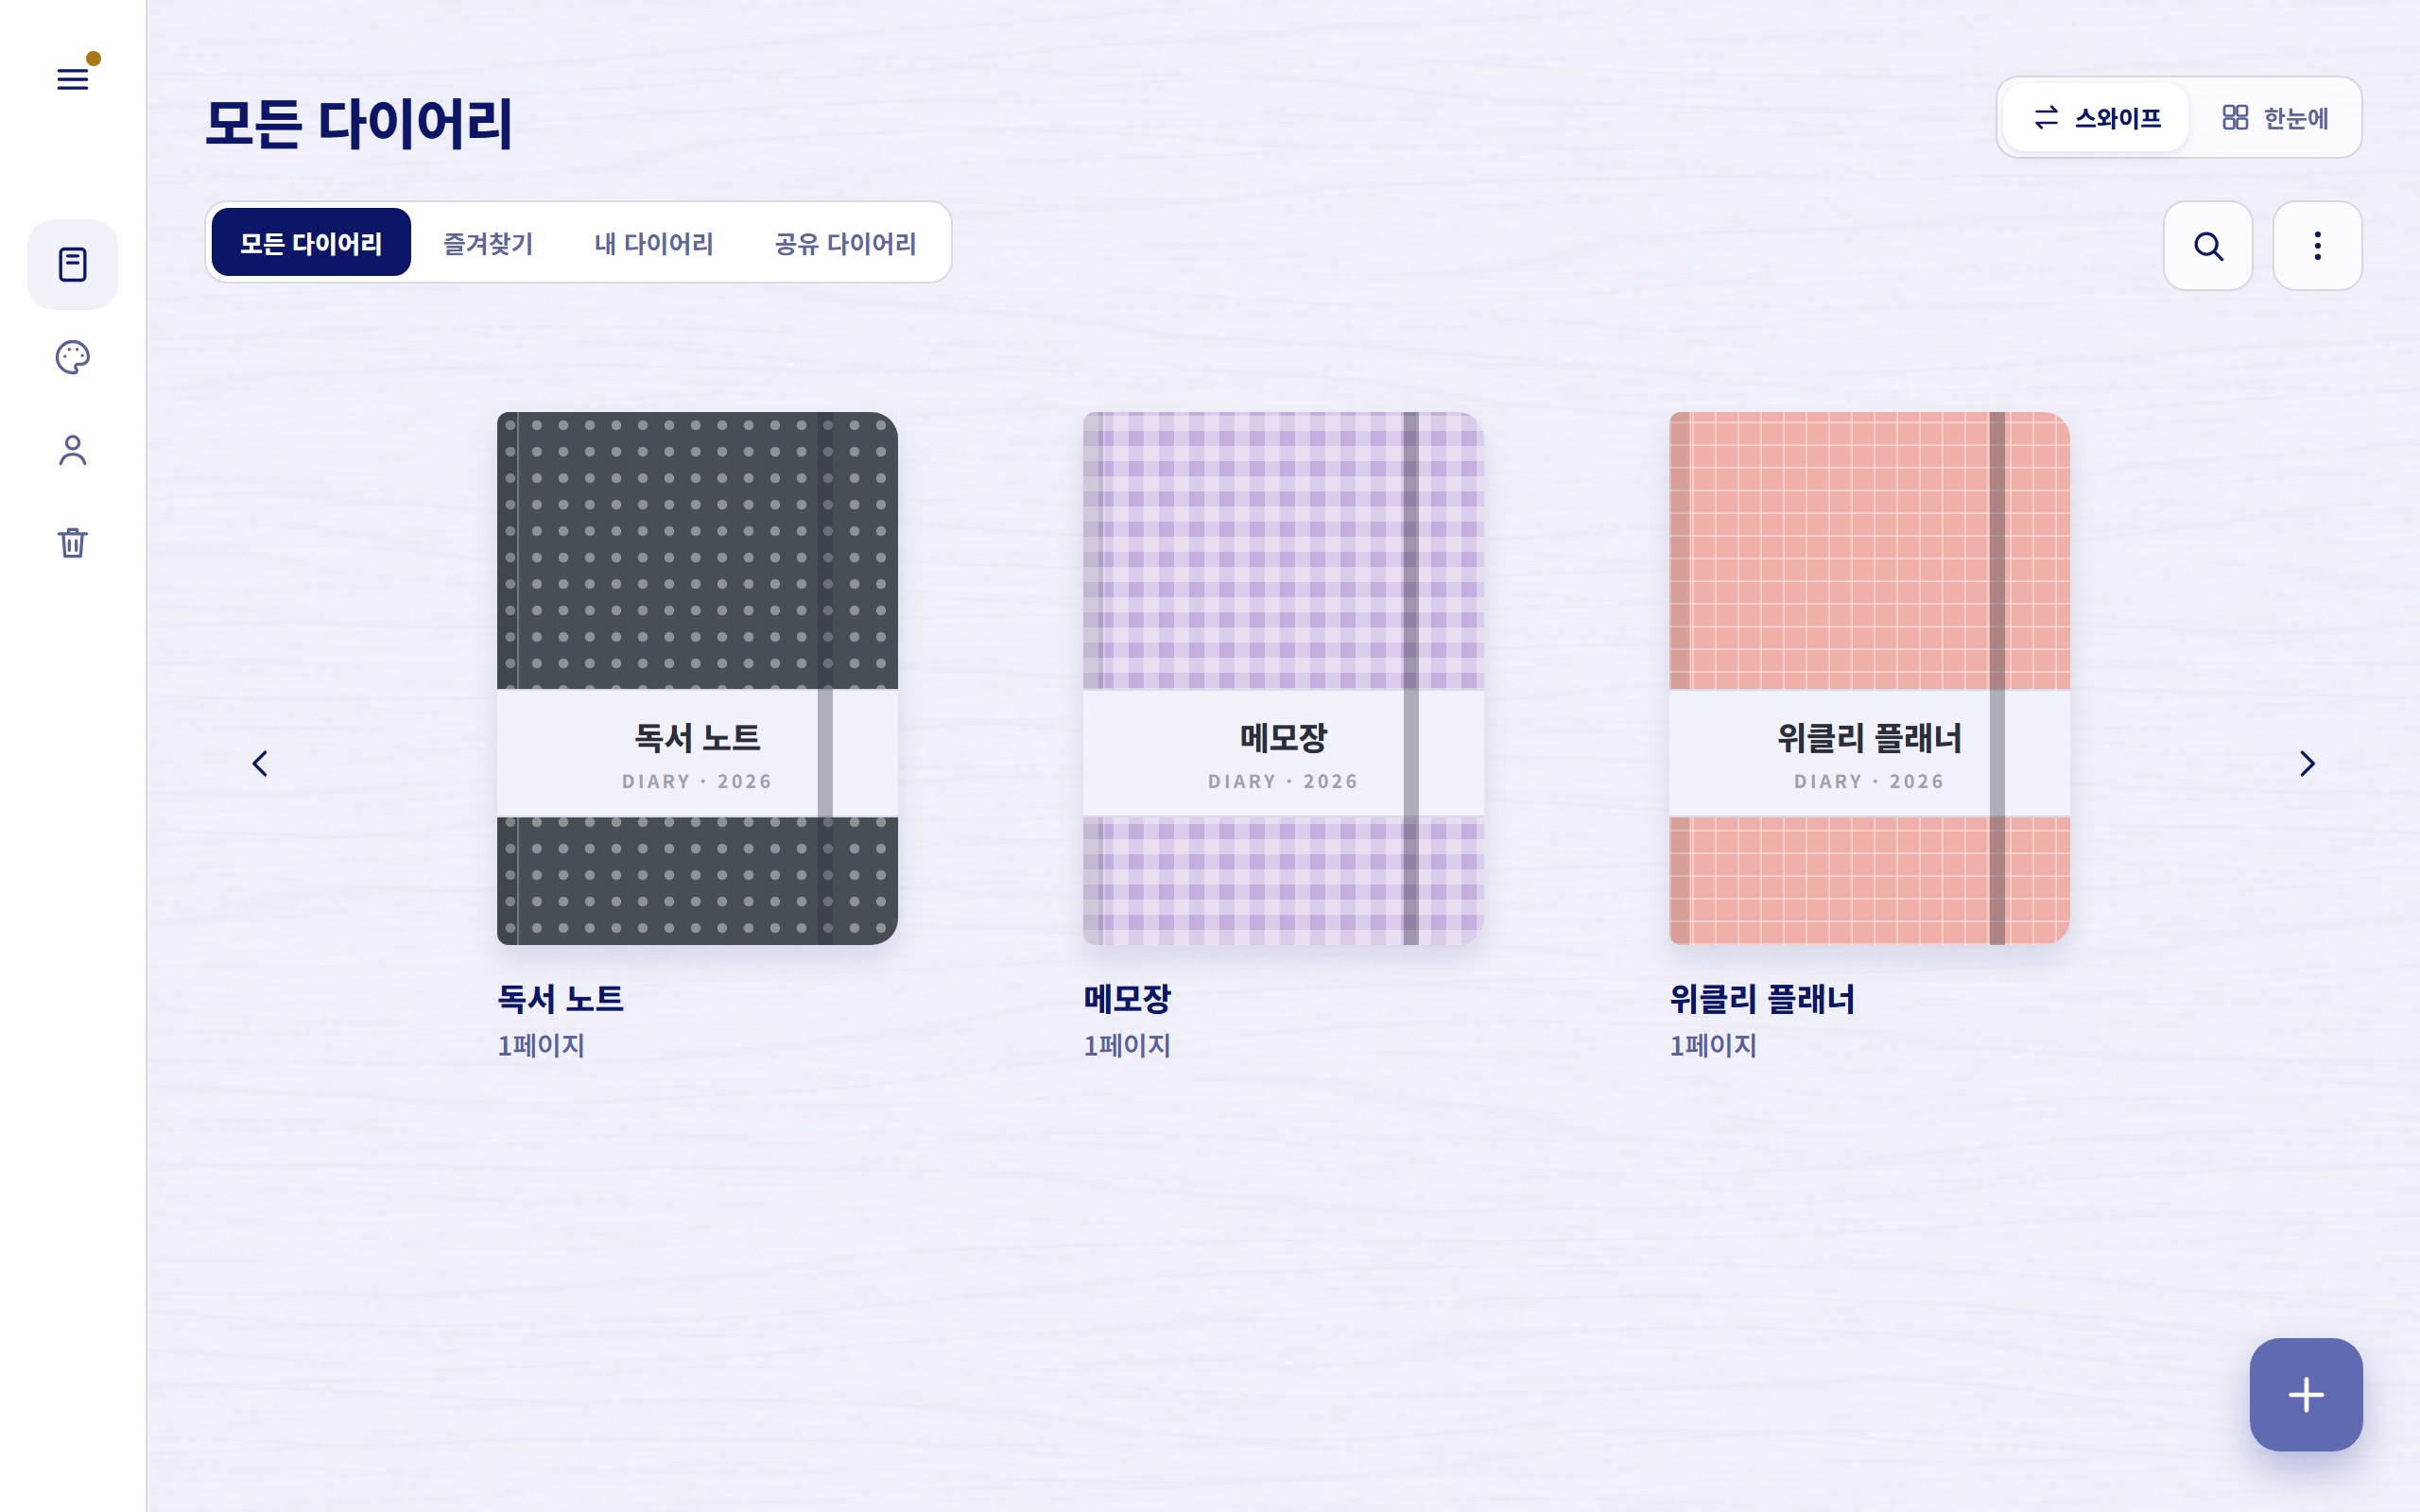 모든 다이어리
스와이프
한눈에
모든 다이어리
즐겨찾기
내 다이어리
공유 다이어리
독서 노트
DIARY · 2026
메모장
DIARY · 2026
위클리 플래너
DIARY · 2026
독서 노트
1페이지
메모장
1페이지
위클리 플래너
1페이지